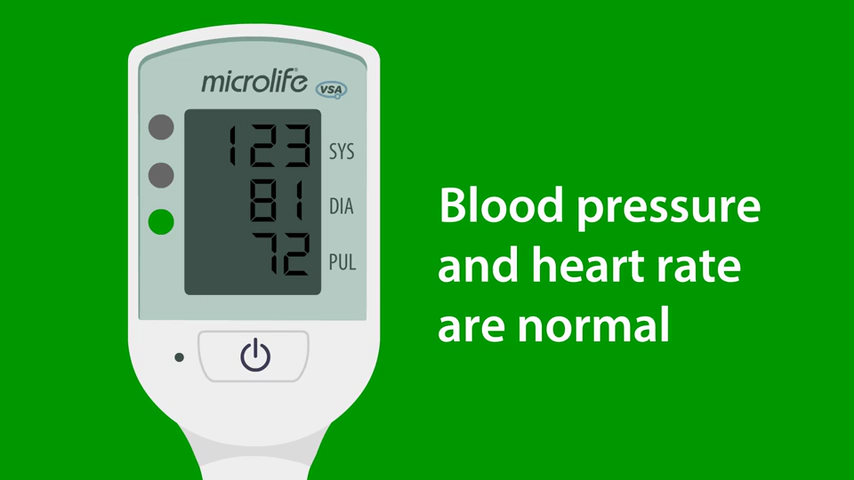 microlife VSA
123 SYS
81 DIA
72 PUL
Blood pressure
and heart rate
are normal